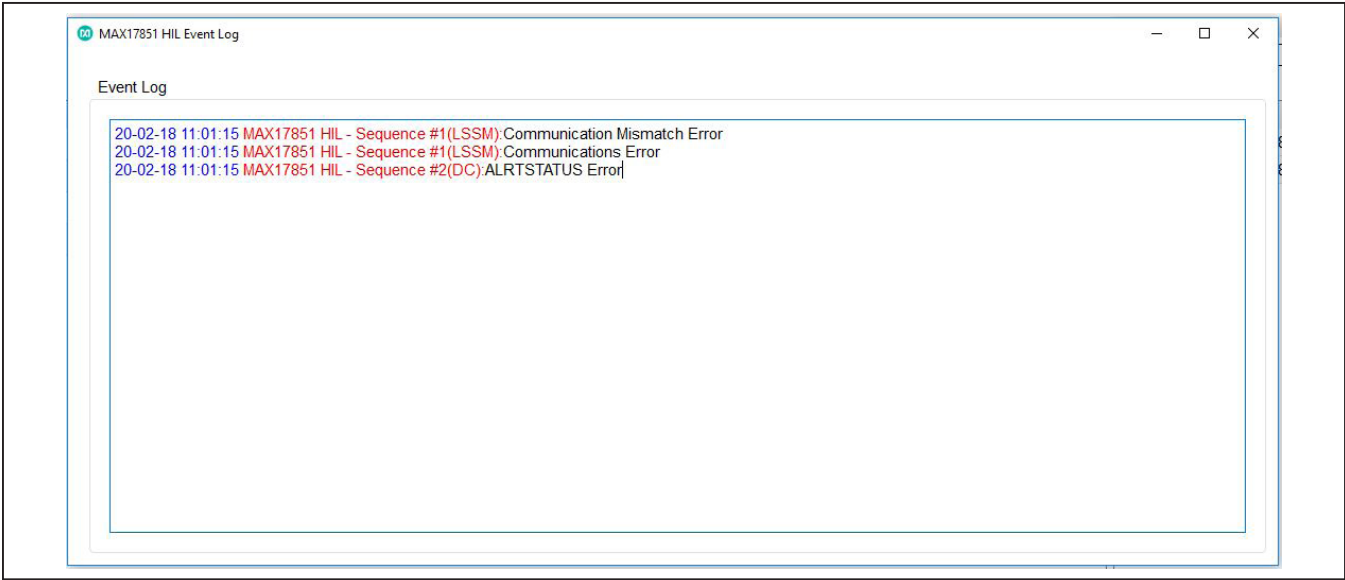 MAX17851 HIL Event Log
Event Log
20-02-18 11:01:15 MAX17851 HIL - Sequence #1(LSSM):Communication Mismatch Error
20-02-18 11:01:15 MAX17851 HIL - Sequence #1(LSSM):Communications Error
20-02-18 11:01:15 MAX17851 HIL - Sequence #2(DC):ALRTSTATUS Error